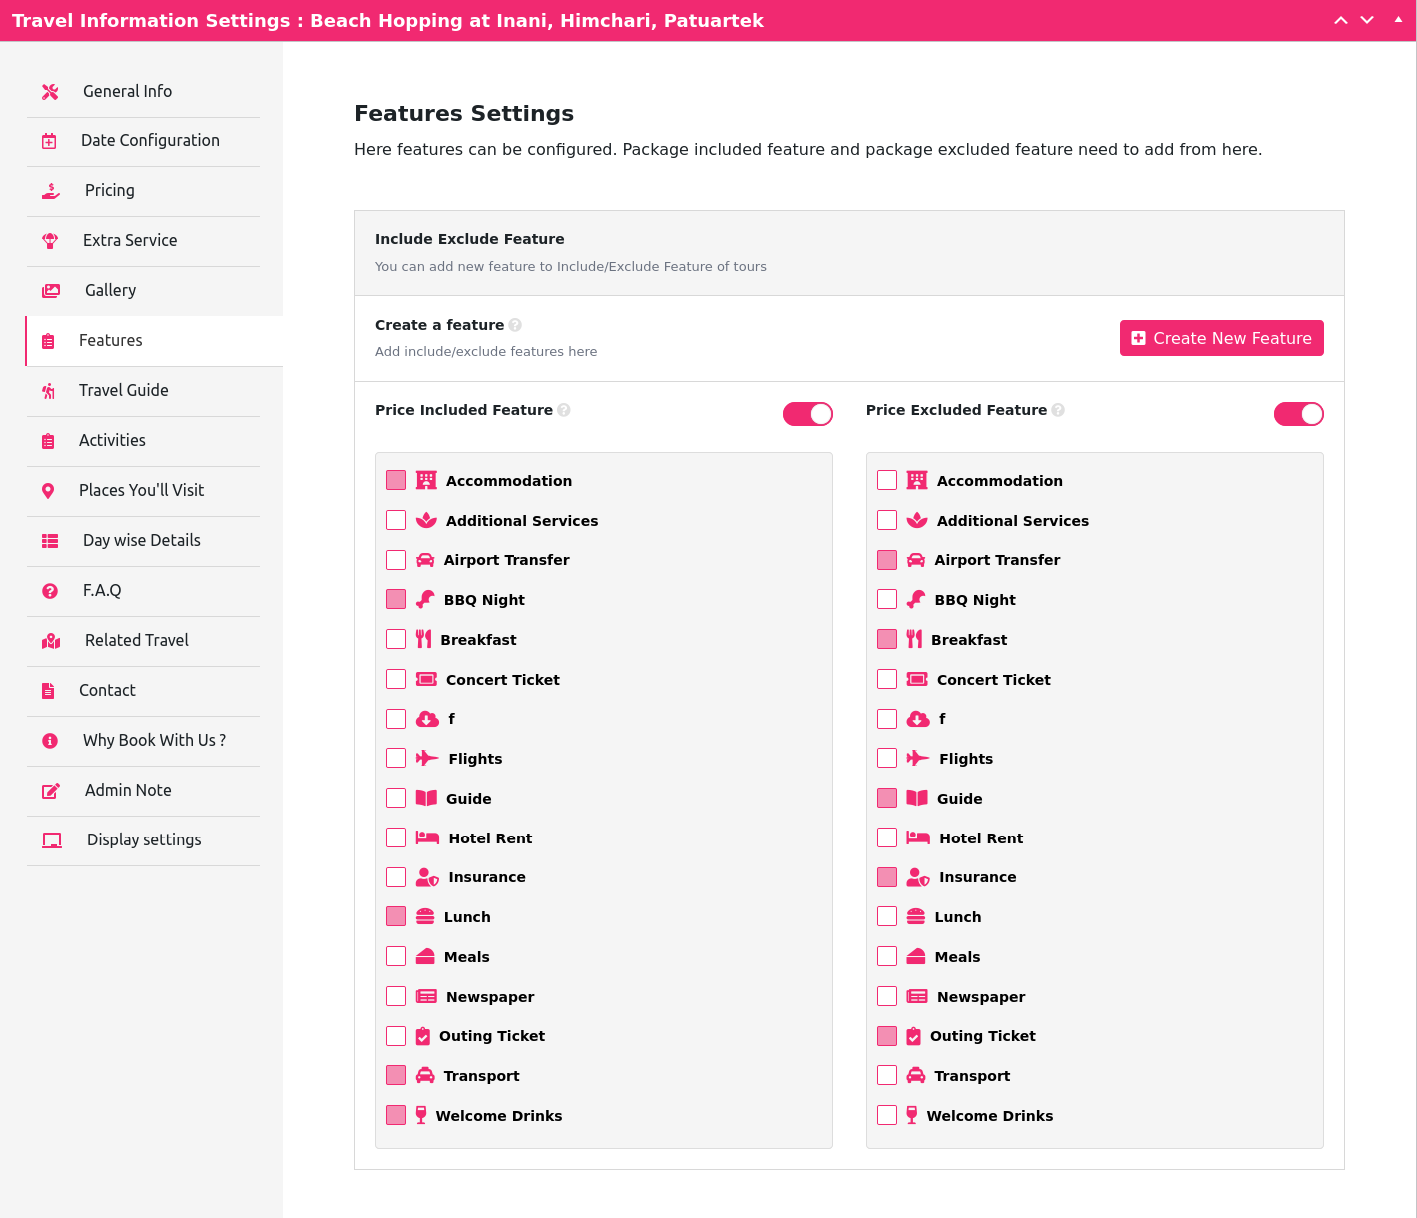 Travel Information Settings : Beach Hopping at Inani, Himchari, Patuartek
General Info
Date Configuration
Pricing
Extra Service
Gallery
Features
Travel Guide
Activities
Places You'll Visit
Day wise Details
F.A.Q
Related Travel
Contact
Why Book With Us ?
Admin Note
Display settings
Features Settings
Here features can be configured. Package included feature and package excluded feature need to add from here.
Include Exclude Feature
You can add new feature to Include/Exclude Feature of tours
Create a feature
Add include/exclude features here
Create New Feature
Price Included Feature
Accommodation
Additional Services
Airport Transfer
BBQ Night
Breakfast
Concert Ticket
f
Flights
Guide
Hotel Rent
Insurance
Lunch
Meals
Newspaper
Outing Ticket
Transport
Welcome Drinks
Price Excluded Feature
Accommodation
Additional Services
Airport Transfer
BBQ Night
Breakfast
Concert Ticket
f
Flights
Guide
Hotel Rent
Insurance
Lunch
Meals
Newspaper
Outing Ticket
Transport
Welcome Drinks